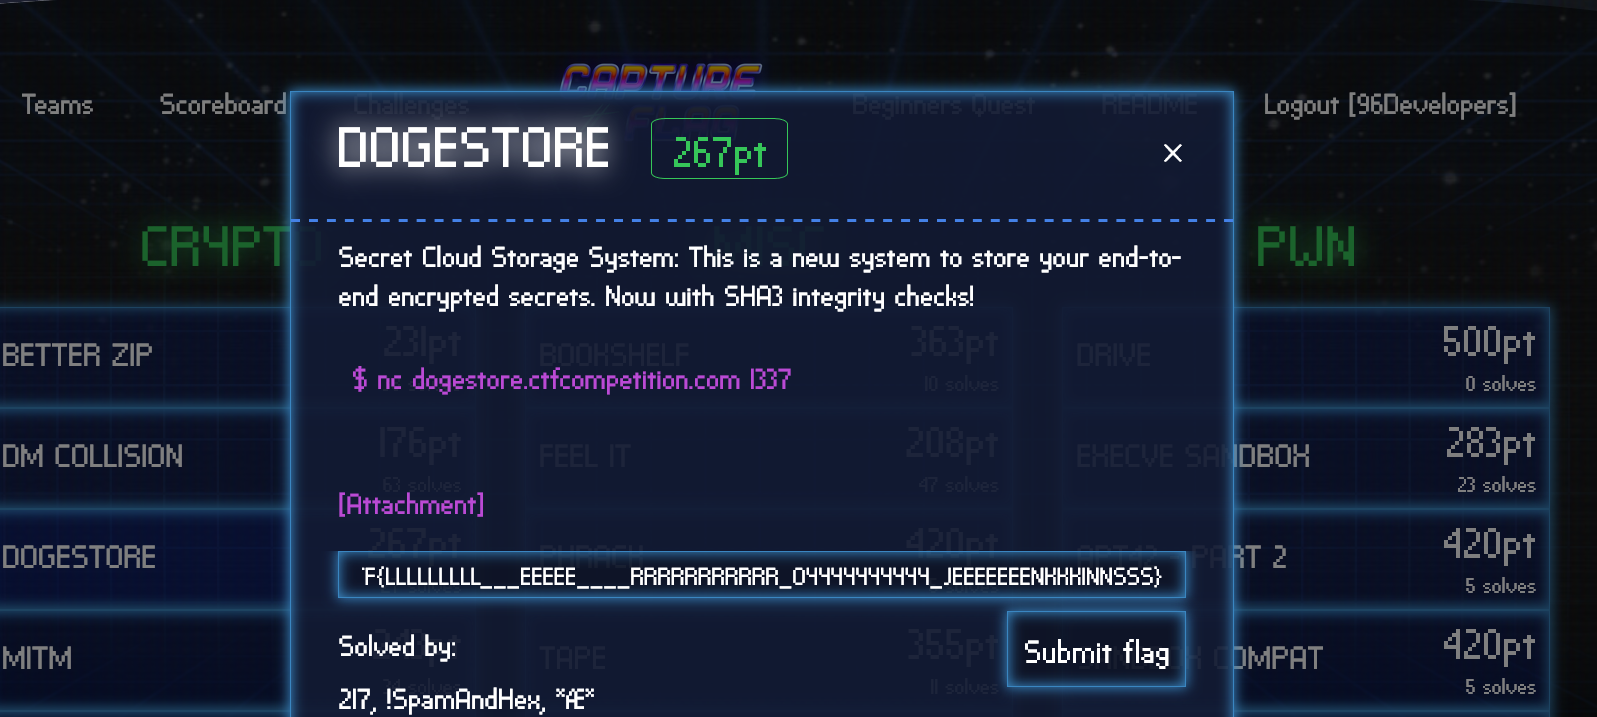 CAPTURE
FLAG
Teams Scoreboard Challenges Beginners Quest README Logout [96Developers]
DOGESTORE 267pt ×
CRYPTO MISC PWN
Secret Cloud Storage System: This is a new system to store your end-to-
end encrypted secrets. Now with SHA3 integrity checks!
$ nc dogestore.ctfcompetition.com 1337
[Attachment]
Submit flag
Solved by:
217, !SpamAndHex, *Æ*
BETTER ZIP 231pt
DM COLLISION 176pt
63 solves
DOGESTORE 267pt
MITM
BOOKSHELF 363pt
10 solves
FEEL IT 208pt
47 solves
420pt
TAPE 355pt
11 solves
DRIVE 500pt
0 solves
EXECVE SANDBOX 283pt
23 solves
PART 2 420pt
5 solves
COMPAT 420pt
5 solves